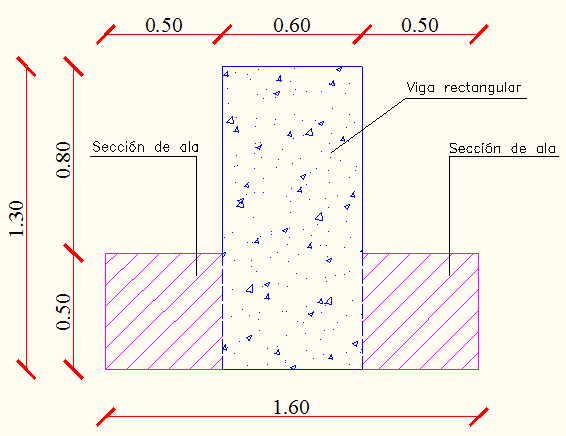 0.50 0.60 0.50
Viga rectangular
Sección de ala
Sección de ala
0.80
1.30
0.50
1.60